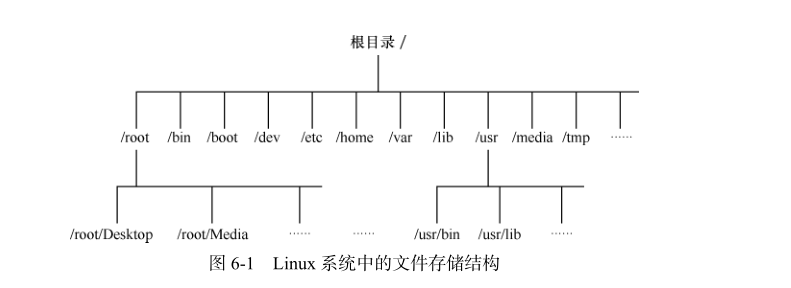 根目录 /
/root /bin /boot /dev /etc /home /var /lib /usr /media /tmp ……
/root/Desktop /root/Media …… …… /usr/bin /usr/lib ……
图 6-1 Linux 系统中的文件存储结构